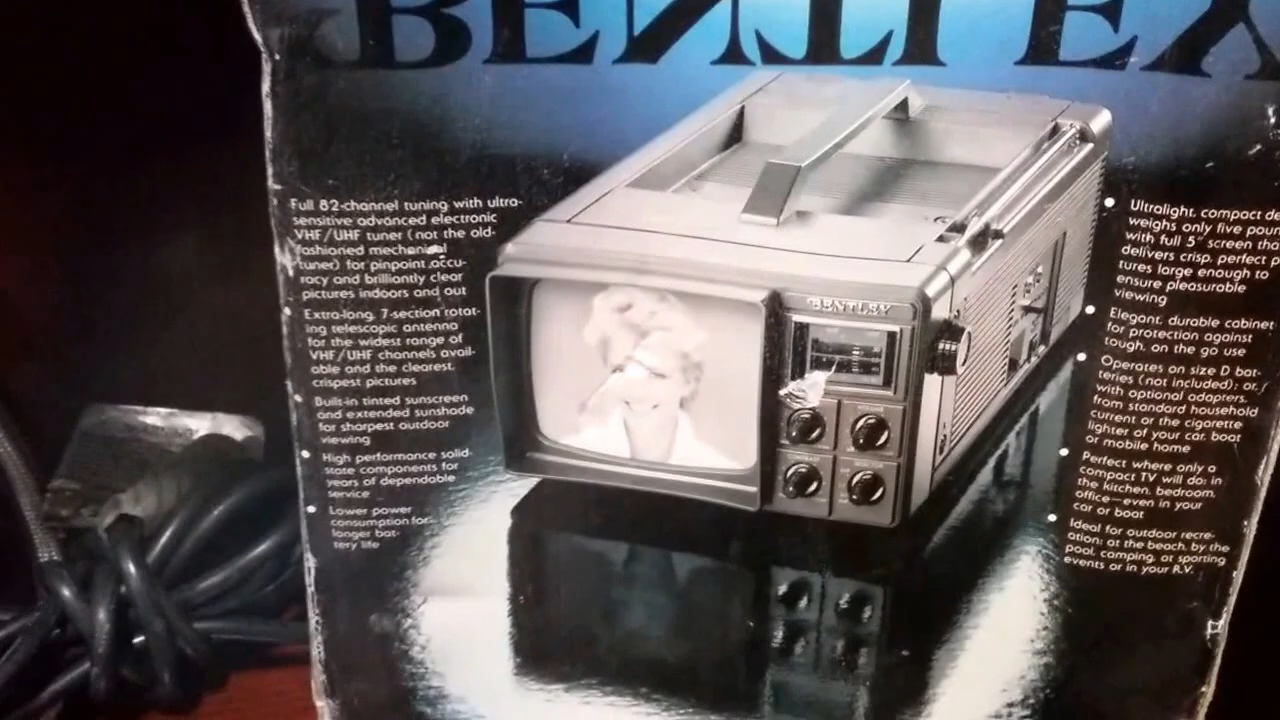 BENTLEY
Full 82-channel tuning with ultra-
sensitive advanced electronic
VHF/UHF tuner (not the old-
fashioned mechanical
tuner) for pinpoint accu-
racy and brilliantly clear
pictures indoors and out
Extra-long, 7-section rotat-
ing telescopic antenna
for the widest range of
VHF/UHF channels avail-
able and the clearest,
crispest pictures
Built-in tinted sunscreen
and extended sunshade
for sharpest outdoor
viewing
High performance solid-
state components for
years of dependable
service
Lower power
consumption for
longer bat-
tery life
BENTLEY
Ultralight, compact de
weighs only five poun
with full 5" screen tha
delivers crisp, perfect p
tures large enough to
ensure pleasurable
viewing
Elegant, durable cabinet
for protection against
tough, on the go use
Operates on size D bat-
teries (not included); or,
with optional adapters,
from standard household
current or the cigarette
lighter of your car, boat
or mobile home
Perfect where only a
compact TV will do: in
the kitchen, bedroom,
office—even in your
car or boat
Ideal for outdoor recre-
ation: at the beach, by the
pool, camping, at sporting
events or in your R.V.